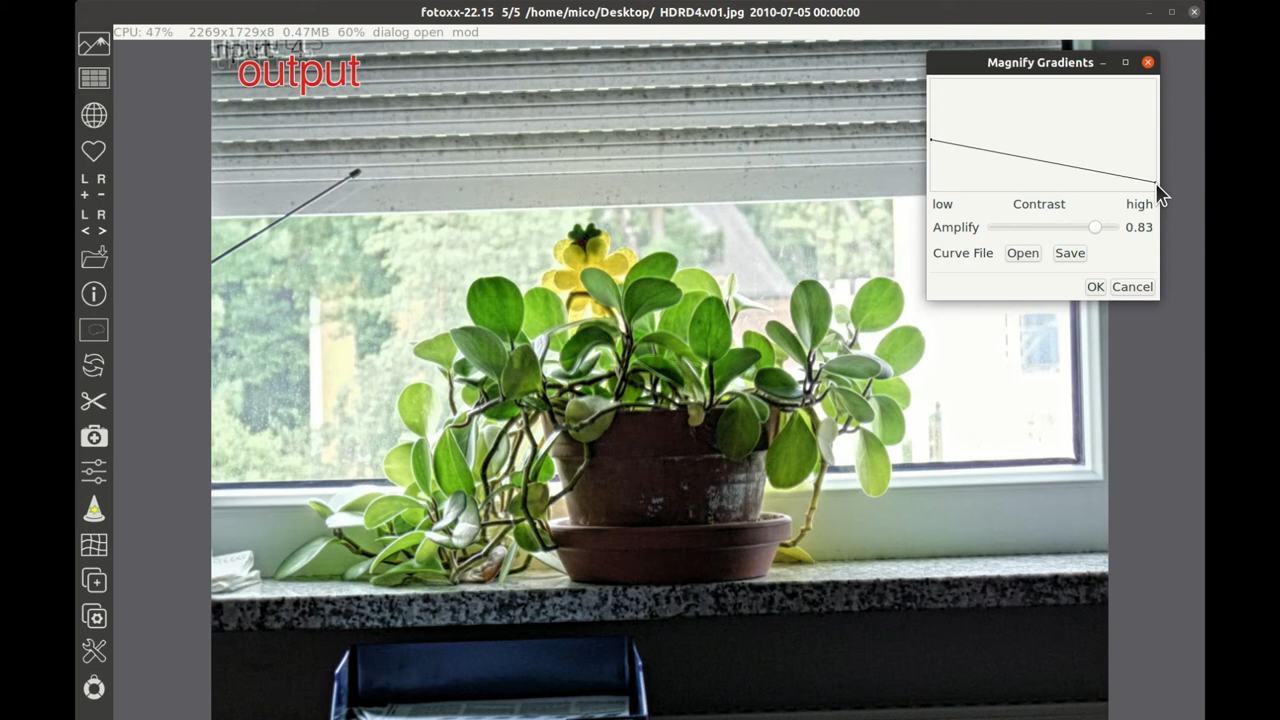 fotoxx-22.15 5/5 /home/mico/Desktop/ HDRD4.v01.jpg 2010-07-05 00:00:00
CPU: 47% 2269x1729x8 0.47MB 60% dialog open mod
output
L R
+ -
L R
< >
Magnify Gradients
low Contrast high
Amplify 0.83
Curve File Open Save
OK Cancel